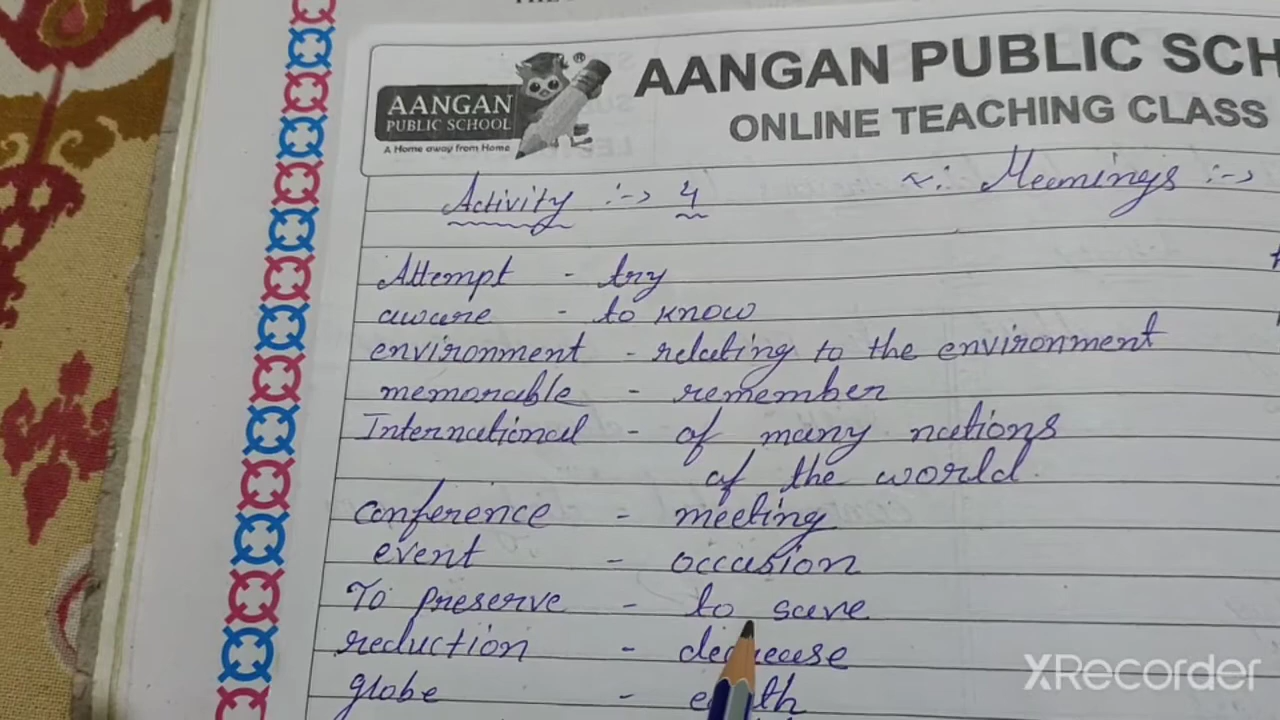 AANGAN PUBLIC SCH
ONLINE TEACHING CLASS
AANGAN
PUBLIC SCHOOL
A Home away from Home
Activity :-> 4
Meanings :->
Attempt - try
aware - to know
environment - relating to the environment
memorable - remember
International - of many nations
of the world.
conference - meeting
event - occasion
To preserve - to save
reduction - decrease
globe - earth
XRecorder